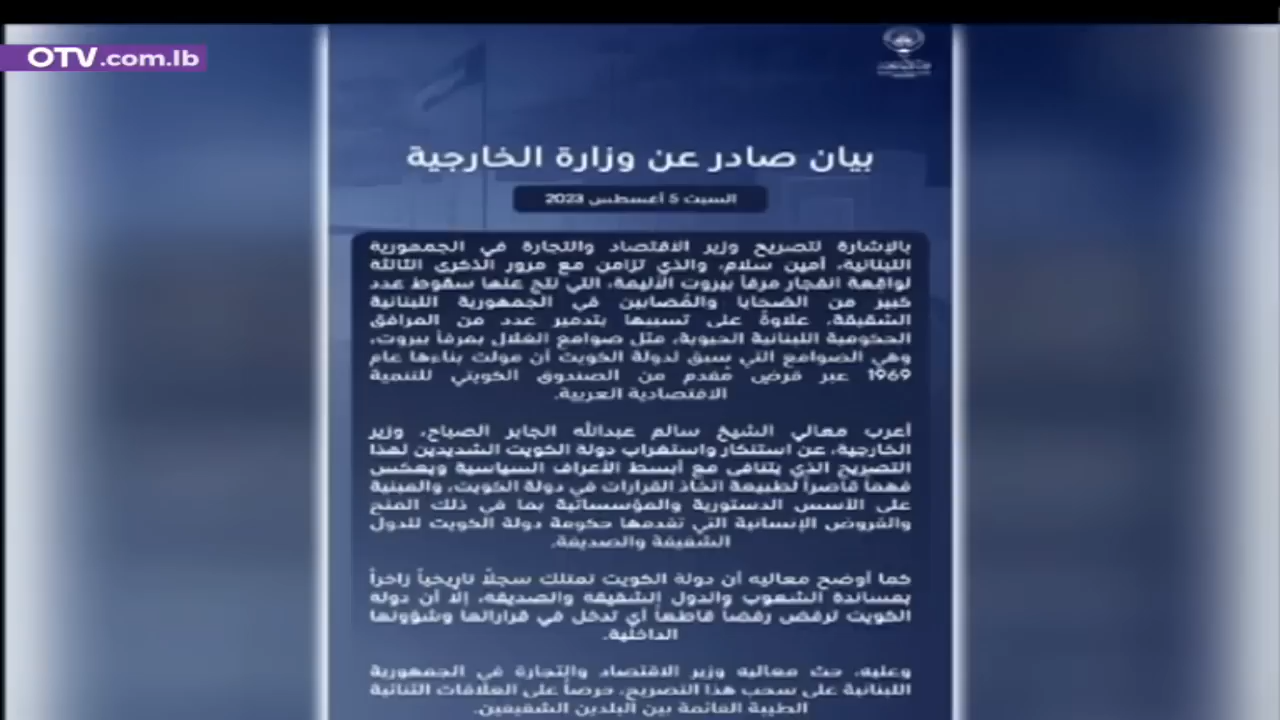 OTV.com.lb
بيان صادر عن وزارة الخارجية
السبت 5 أغسطس 2023
بالإشارة لتصريح وزير الاقتصاد والتجارة في الجمهورية
اللبنانية، أمين سلام، والذي تزامن مع مرور الذكرى الثالثة
لواقعة انفجار مرفأ بيروت الأليمة، التي نتج عنها سقوط عدد
كبير من الضحايا والمُصابين في الجمهورية اللبنانية
الشقيقة، علاوةً على تسببها بتدمير عدد من المرافق
الحكومية اللبنانية الحيوية، مثل صوامع الغلال بمرفأ بيروت،
وهي الصوامع التي سبق لدولة الكويت أن مولت بناءها عام
1969 عبر قرضٍ مُقدم من الصندوق الكويتي للتنمية
الاقتصادية العربية.
أعرب معالي الشيخ سالم عبدالله الجابر الصباح، وزير
الخارجية، عن استنكار واستغراب دولة الكويت الشديدين لهذا
التصريح الذي يتنافى مع أبسط الأعراف السياسية ويعكس
فهماً قاصراً لطبيعة اتخاذ القرارات في دولة الكويت، والمبنية
على الأسس الدستورية والمؤسساتية بما في ذلك المنح
والقروض الإنسانية التي تقدمها حكومة دولة الكويت للدول
الشقيقة والصديقة.
كما أوضح معاليه أن دولة الكويت تمتلك سجلاً تاريخياً زاخراً
بمساندة الشعوب والدول الشقيقة والصديقة، إلا أن دولة
الكويت ترفض رفضاً قاطعاً أي تدخل في قراراتها وشؤونها
الداخلية.
وعليه، حث معاليه وزير الاقتصاد والتجارة في الجمهورية
اللبنانية على سحب هذا التصريح، حرصاً على العلاقات الثنائية
الطيبة القائمة بين البلدين الشقيقين.